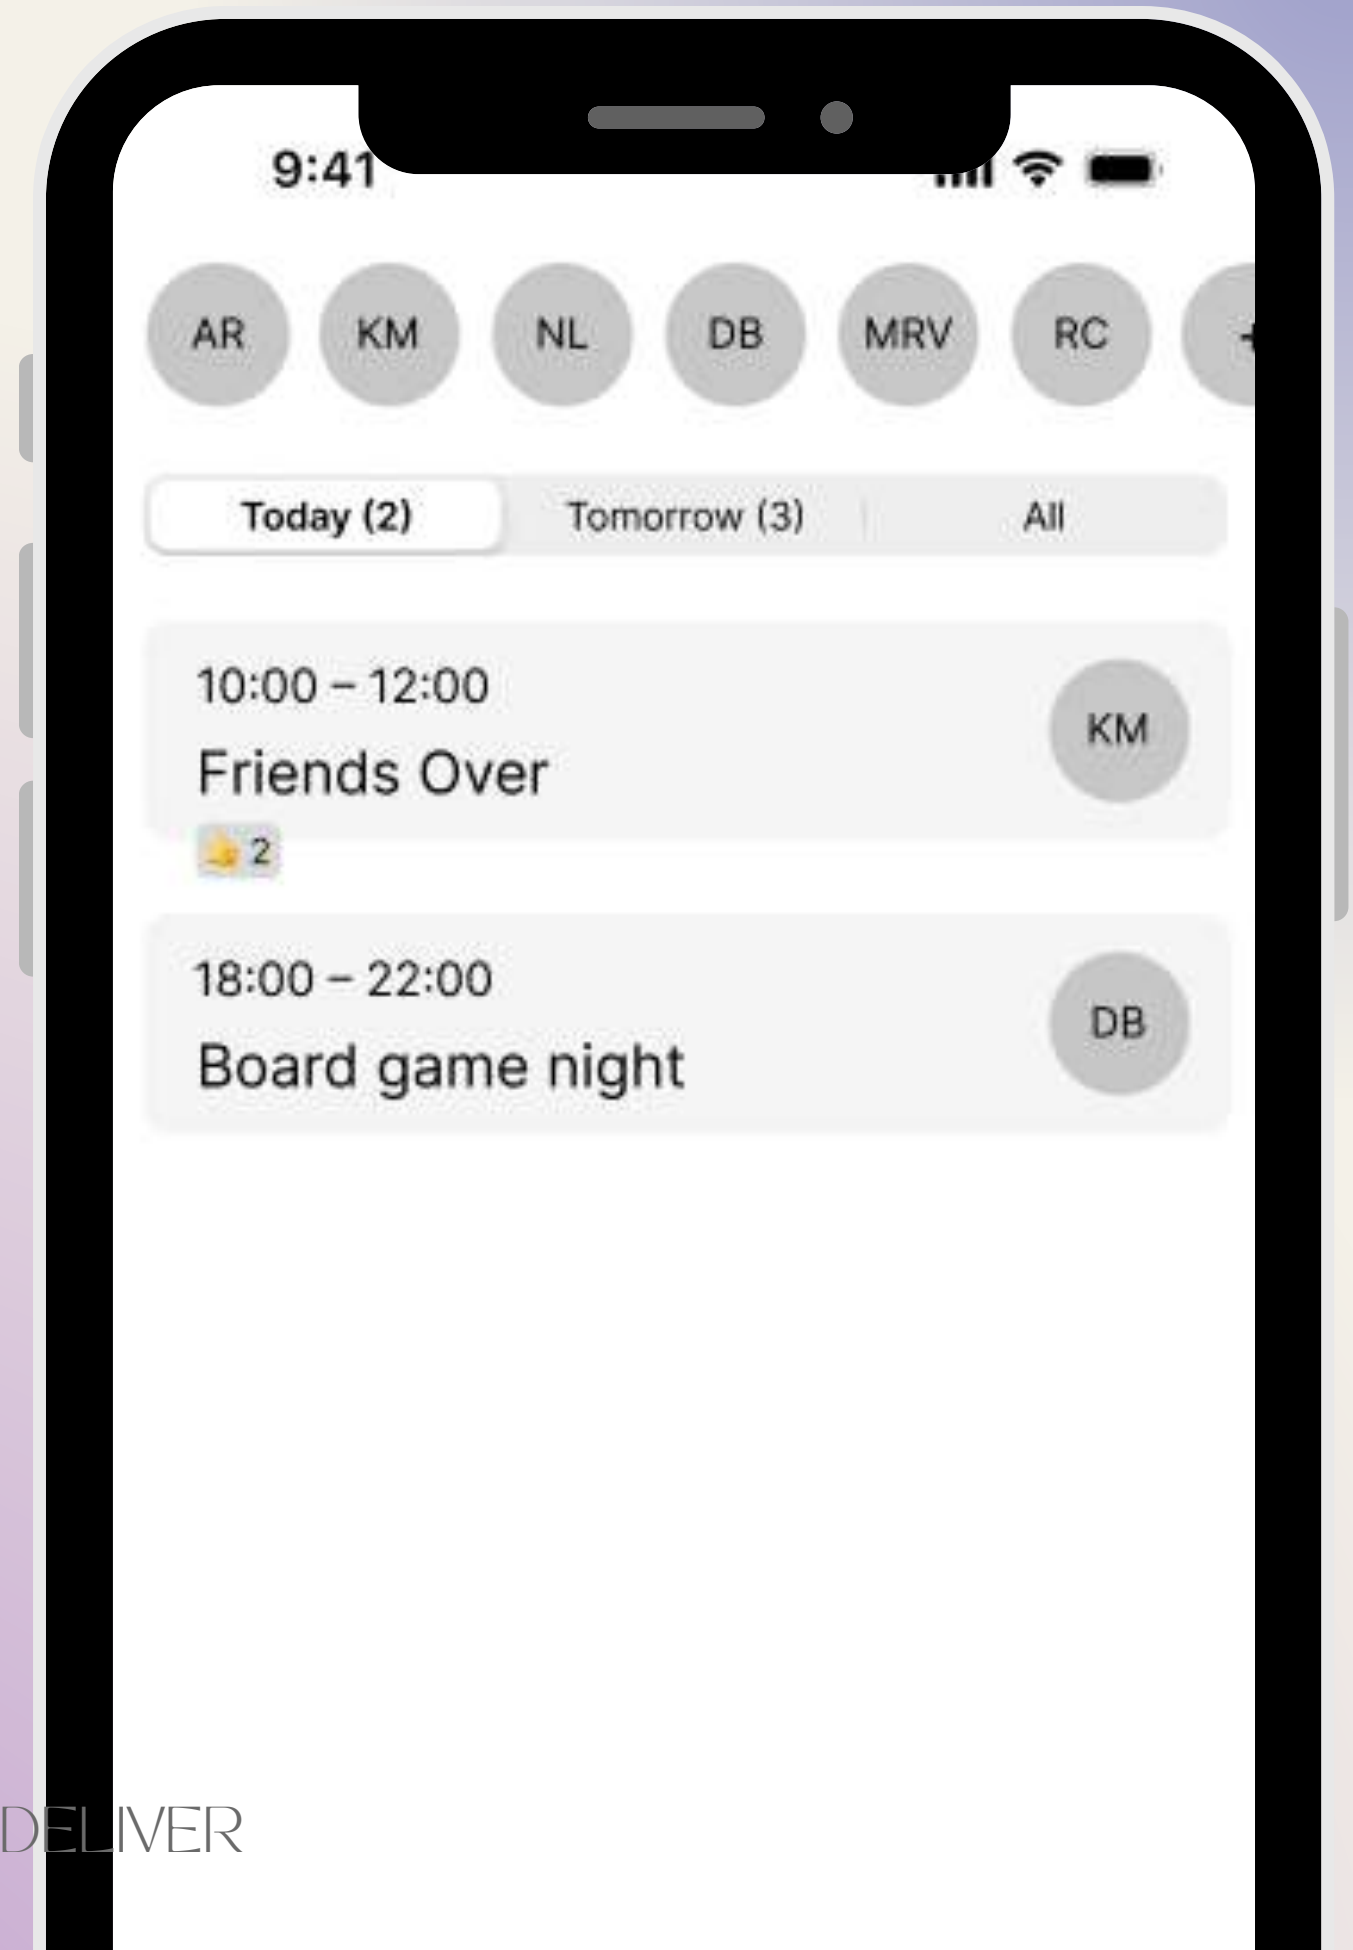 9:41
AR KM NL DB MRV RC +
Today (2) Tomorrow (3) All
10:00 – 12:00
KM
Friends Over
👍 2
18:00 – 22:00
DB
Board game night
DELIVER